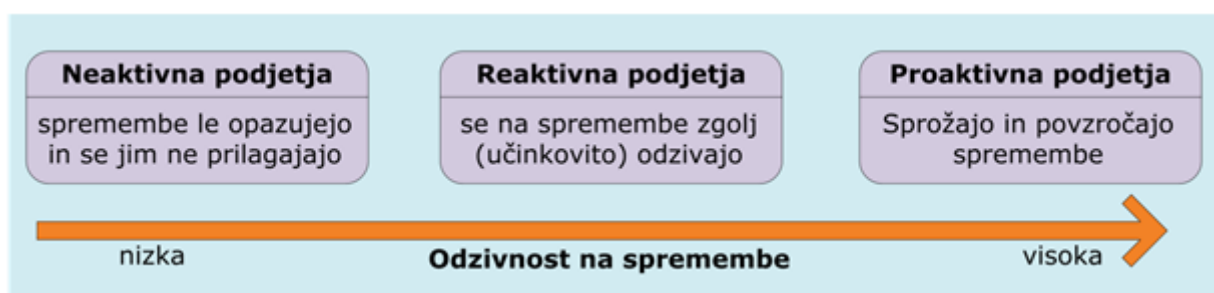 Neaktivna podjetja
spremembe le opazujejo
in se jim ne prilagajajo
Reaktivna podjetja
se na spremembe zgolj
(učinkovito) odzivajo
Proaktivna podjetja
Sprožajo in povzročajo
spremembe
nizka
Odzivnost na spremembe
visoka